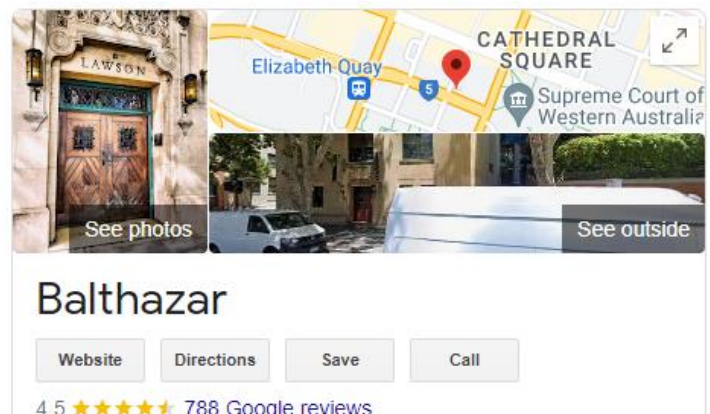 LAWSON
See photos
Elizabeth Quay
5
CATHEDRAL
SQUARE
Supreme Court of
Western Australia
See outside
Balthazar
Website
Directions
Save
Call
4.5
788 Google reviews